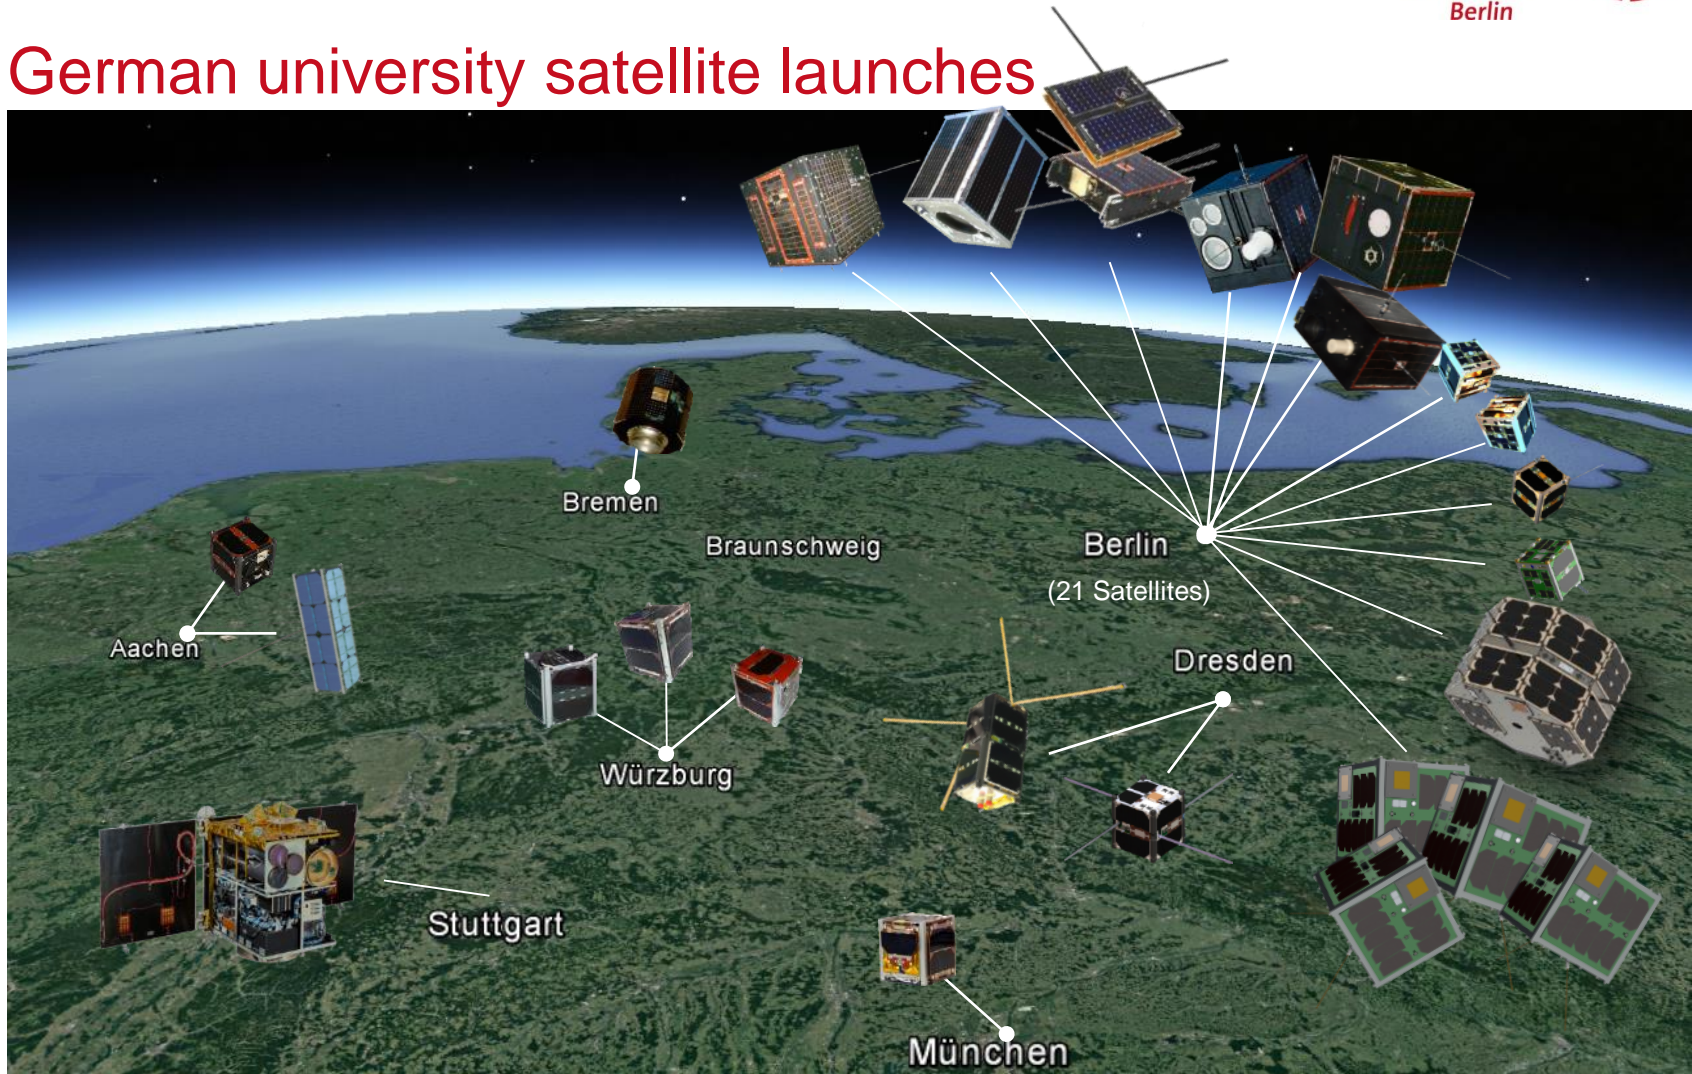 Berlin
German university satellite launches
Bremen
Braunschweig
Berlin
(21 Satellites)
Aachen
Dresden
Würzburg
Stuttgart
München